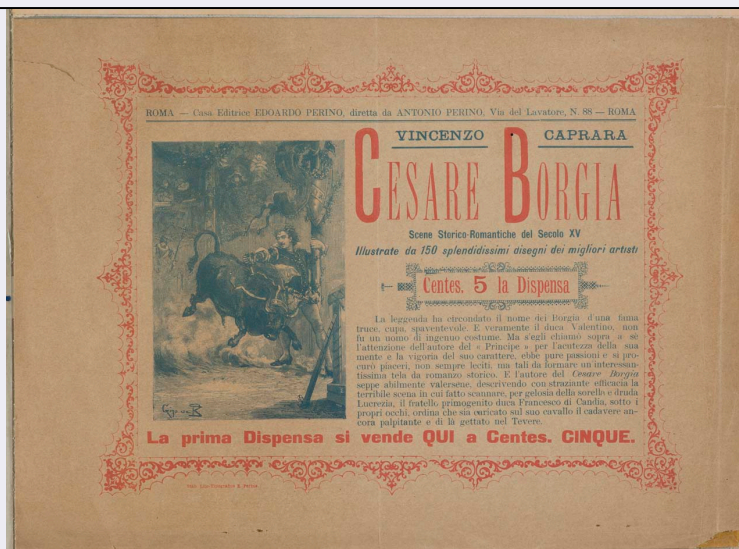 ROMA — Casa Editrice EDOARDO PERINO, diretta da ANTONIO PERINO, Via del Lavatore, N. 88 — ROMA
VINCENZO CAPRARA
CESARE BORGIA
Scene Storico-Romantiche del Secolo XV
Illustrate da 150 splendidissimi disegni dei migliori artisti
Centes. 5 la Dispensa
La leggenda ha circondato il nome dei Borgia d'una fama
truce, cupa, spaventevole. E veramente il duca Valentino, non
fu un uomo di ingenuo costume. Ma s'egli chiamò sopra a sè
l'attenzione dell'autore del « Principe » per l'acutezza della sua
mente e la vigoria del suo carattere, ebbe pure passioni e si pro-
curò piaceri, non sempre leciti, ma tali da formare un interessan-
tissima tela da romanzo storico. E l'autore del Cesare Borgia
seppe abilmente valersene, descrivendo con straziante efficacia la
terribile scena in cui fatto scannare, per gelosia della sorella e druda
Lucrezia, il fratello primogenito duca Francesco di Candia, sotto i
propri occhi, ordina che sia caricato sul suo cavallo il cadavere an-
cora palpitante e di là gettato nel Tevere.
La prima Dispensa si vende QUI a Centes. CINQUE.